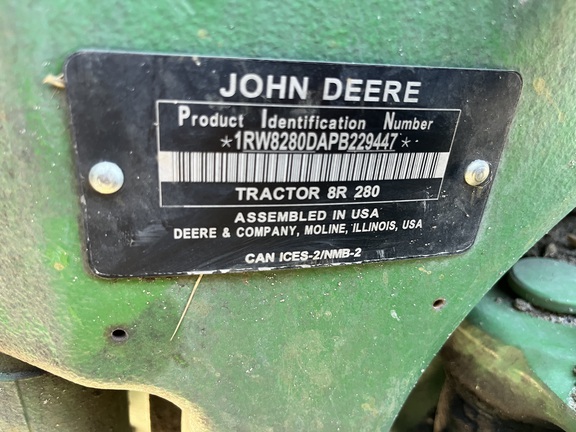 JOHN DEERE
Product Identification Number
*1RW8280DAPB229447*
TRACTOR 8R 280
ASSEMBLED IN USA
DEERE & COMPANY, MOLINE, ILLINOIS, USA
CAN ICES-2/NMB-2